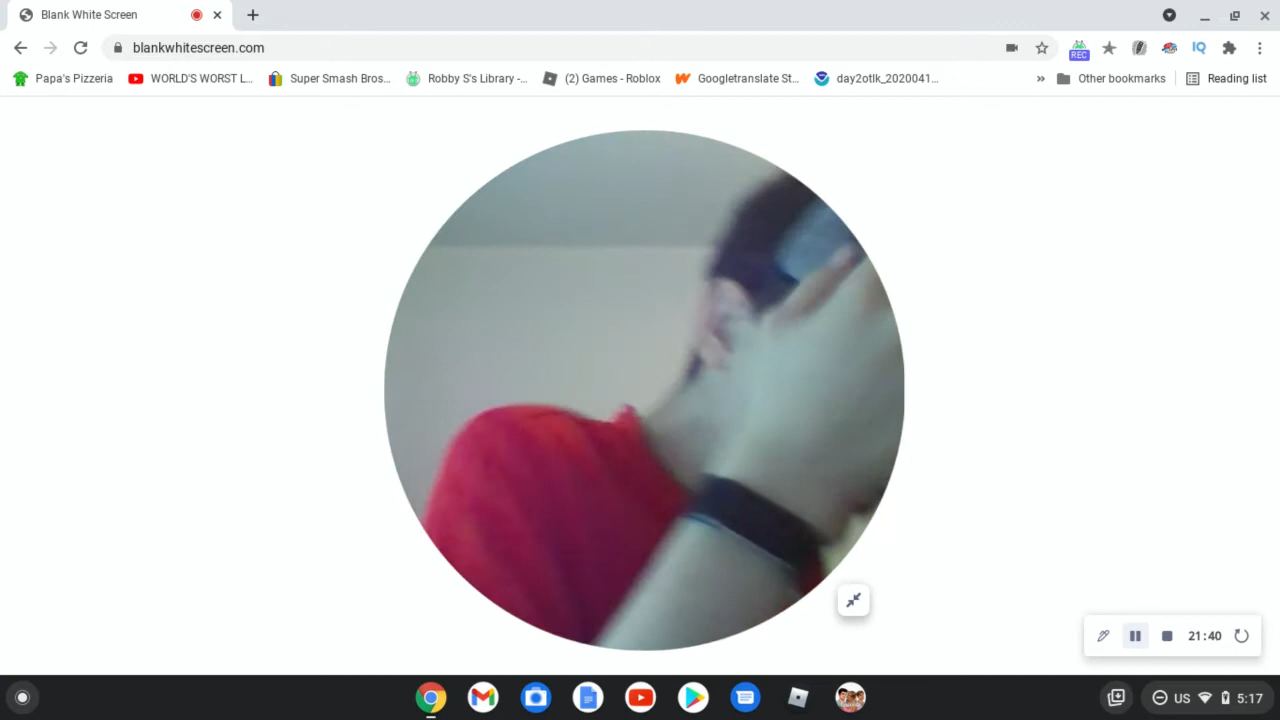 Blank White Screen
blankwhitescreen.com
REC
IQ
Papa's Pizzeria
WORLD'S WORST L...
Super Smash Bros...
Robby S's Library -...
(2) Games - Roblox
Googletranslate St...
day2otlk_2020041...
»
Other bookmarks
Reading list
21:40
US
5:17